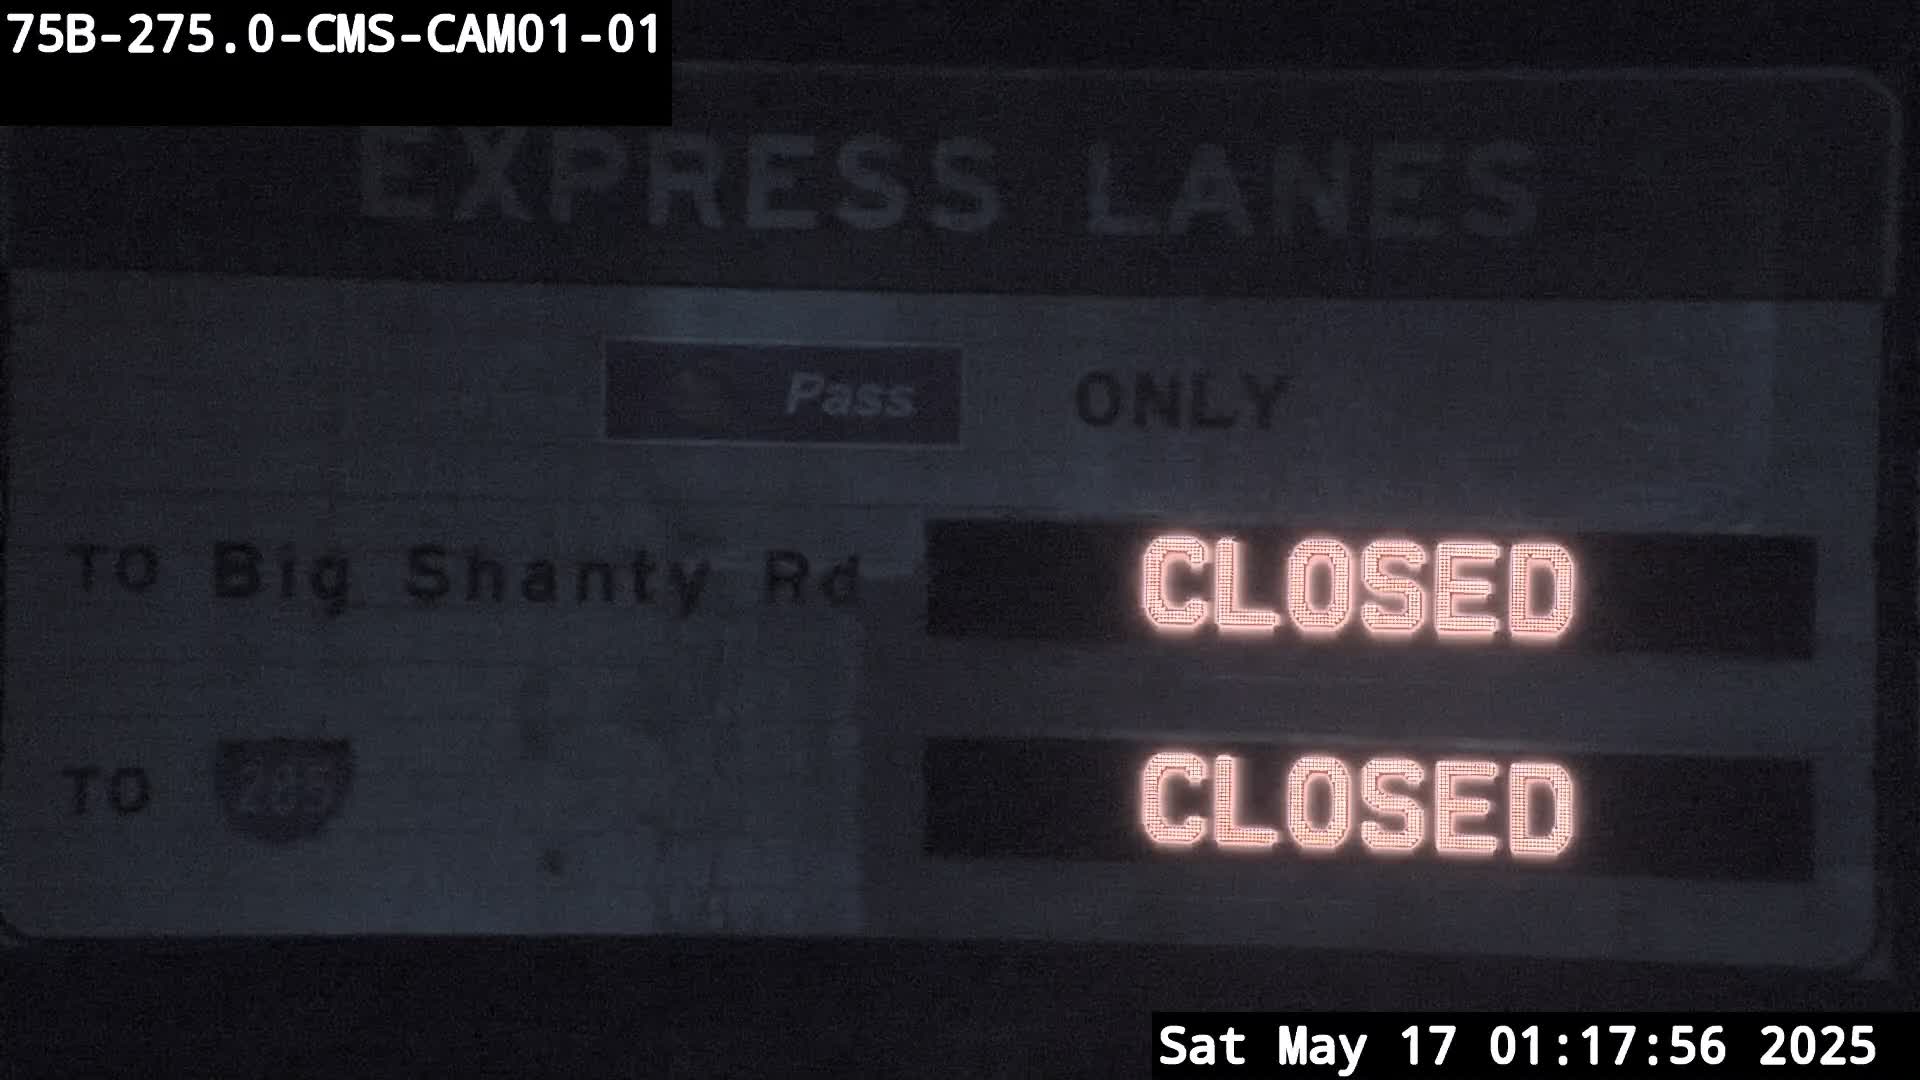 75B-275.0-CMS-CAM01-01
EXPRESS LANES
Pass ONLY
TO Big Shanty Rd CLOSED
TO 285 CLOSED
Sat May 17 01:17:56 2025